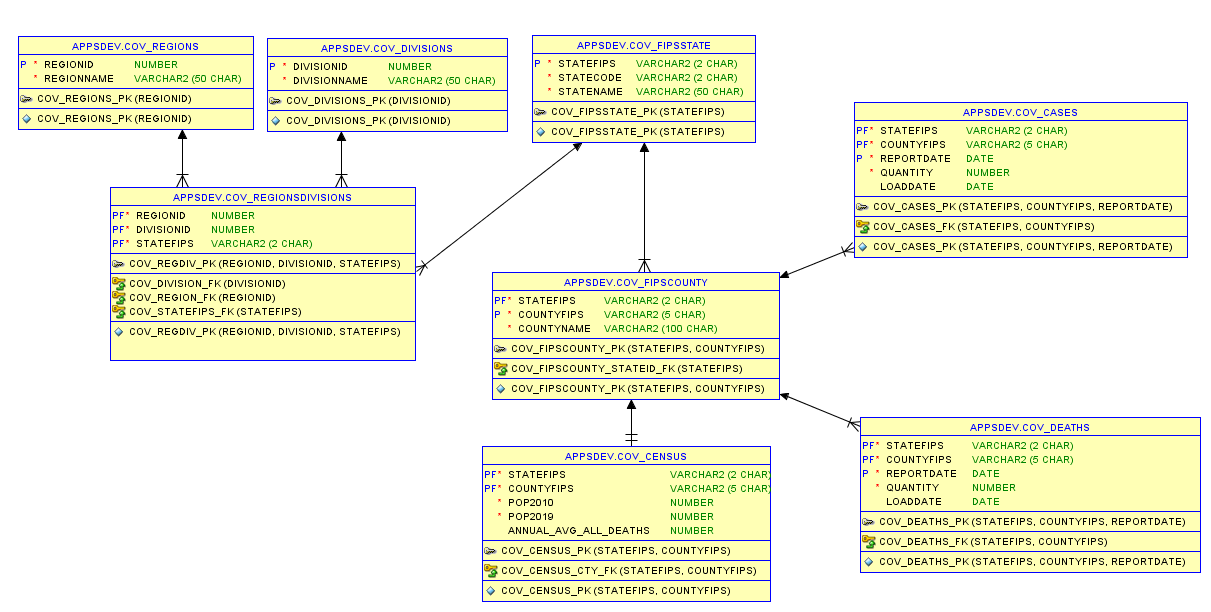 APPSDEV.COV_REGIONS
P * REGIONID NUMBER
* REGIONNAME VARCHAR2 (50 CHAR)
COV_REGIONS_PK (REGIONID)
COV_REGIONS_PK (REGIONID)
APPSDEV.COV_DIVISIONS
P * DIVISIONID NUMBER
* DIVISIONNAME VARCHAR2 (50 CHAR)
COV_DIVISIONS_PK (DIVISIONID)
COV_DIVISIONS_PK (DIVISIONID)
APPSDEV.COV_FIPSSTATE
P * STATEFIPS VARCHAR2 (2 CHAR)
* STATECODE VARCHAR2 (2 CHAR)
* STATENAME VARCHAR2 (50 CHAR)
COV_FIPSSTATE_PK (STATEFIPS)
COV_FIPSSTATE_PK (STATEFIPS)
APPSDEV.COV_CASES
PF* STATEFIPS VARCHAR2 (2 CHAR)
PF* COUNTYFIPS VARCHAR2 (5 CHAR)
P * REPORTDATE DATE
* QUANTITY NUMBER
LOADDATE DATE
COV_CASES_PK (STATEFIPS, COUNTYFIPS, REPORTDATE)
COV_CASES_FK (STATEFIPS, COUNTYFIPS)
COV_CASES_PK (STATEFIPS, COUNTYFIPS, REPORTDATE)
APPSDEV.COV_REGIONSDIVISIONS
PF* REGIONID NUMBER
PF* DIVISIONID NUMBER
PF* STATEFIPS VARCHAR2 (2 CHAR)
COV_REGDIV_PK (REGIONID, DIVISIONID, STATEFIPS)
COV_DIVISION_FK (DIVISIONID)
COV_REGION_FK (REGIONID)
COV_STATEFIPS_FK (STATEFIPS)
COV_REGDIV_PK (REGIONID, DIVISIONID, STATEFIPS)
APPSDEV.COV_FIPSCOUNTY
PF* STATEFIPS VARCHAR2 (2 CHAR)
P * COUNTYFIPS VARCHAR2 (5 CHAR)
* COUNTYNAME VARCHAR2 (100 CHAR)
COV_FIPSCOUNTY_PK (STATEFIPS, COUNTYFIPS)
COV_FIPSCOUNTY_STATEID_FK (STATEFIPS)
COV_FIPSCOUNTY_PK (STATEFIPS, COUNTYFIPS)
APPSDEV.COV_CENSUS
PF* STATEFIPS VARCHAR2 (2 CHAR)
PF* COUNTYFIPS VARCHAR2 (5 CHAR)
* POP2010 NUMBER
* POP2019 NUMBER
ANNUAL_AVG_ALL_DEATHS NUMBER
COV_CENSUS_PK (STATEFIPS, COUNTYFIPS)
COV_CENSUS_CTY_FK (STATEFIPS, COUNTYFIPS)
COV_CENSUS_PK (STATEFIPS, COUNTYFIPS)
APPSDEV.COV_DEATHS
PF* STATEFIPS VARCHAR2 (2 CHAR)
PF* COUNTYFIPS VARCHAR2 (5 CHAR)
P * REPORTDATE DATE
* QUANTITY NUMBER
LOADDATE DATE
COV_DEATHS_PK (STATEFIPS, COUNTYFIPS, REPORTDATE)
COV_DEATHS_FK (STATEFIPS, COUNTYFIPS)
COV_DEATHS_PK (STATEFIPS, COUNTYFIPS, REPORTDATE)